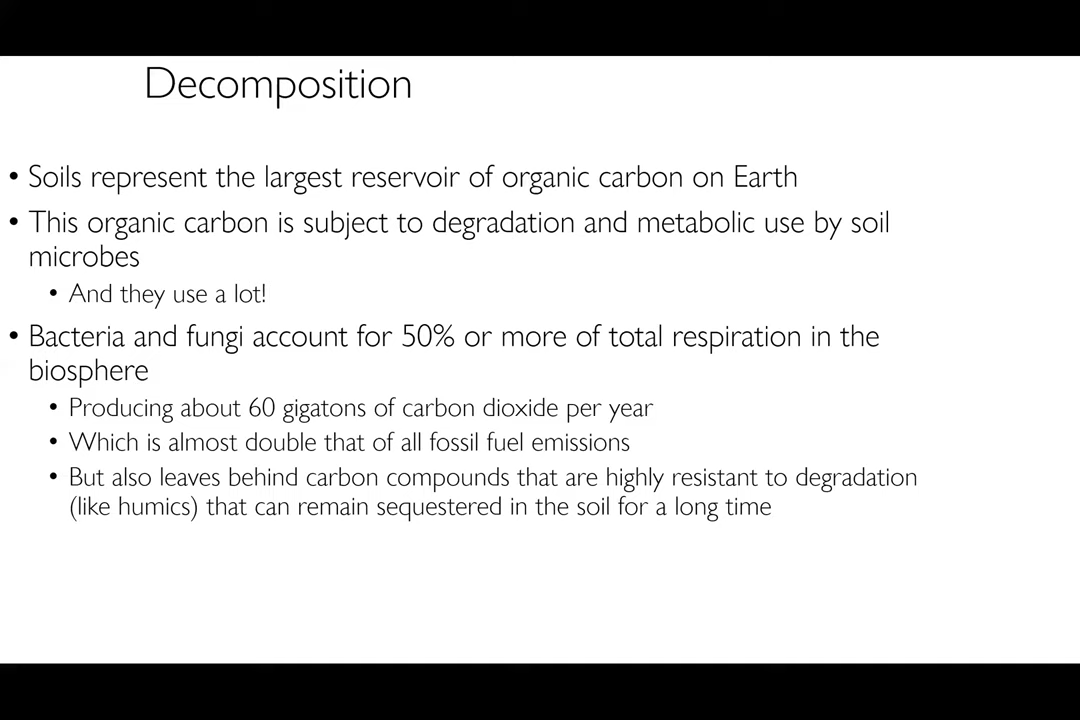 Decomposition
• Soils represent the largest reservoir of organic carbon on Earth
• This organic carbon is subject to degradation and metabolic use by soil
microbes
• And they use a lot!
• Bacteria and fungi account for 50% or more of total respiration in the
biosphere
• Producing about 60 gigatons of carbon dioxide per year
• Which is almost double that of all fossil fuel emissions
• But also leaves behind carbon compounds that are highly resistant to degradation
(like humics) that can remain sequestered in the soil for a long time